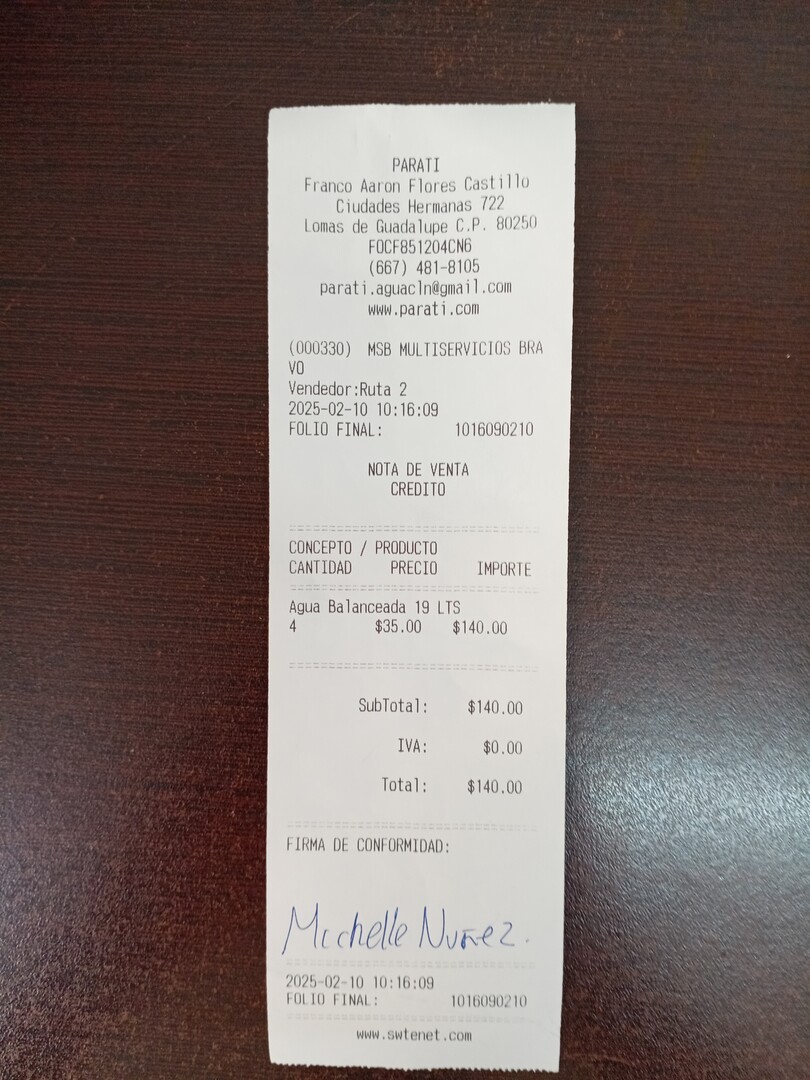 PARATI
Franco Aaron Flores Castillo
Ciudades Hermanas 722
Lomas de Guadalupe C.P. 80250
FOCF851204CN6
(667) 481-8105
parati.aguacln@gmail.com
www.parati.com
(000330) MSB MULTISERVICIOS BRA
VO
Vendedor:Ruta 2
2025-02-10 10:16:09
FOLIO FINAL: 1016090210
NOTA DE VENTA
CREDITO
CONCEPTO / PRODUCTO
CANTIDAD PRECIO IMPORTE
Agua Balanceada 19 LTS
4 $35.00 $140.00
SubTotal: $140.00
IVA: $0.00
Total: $140.00
FIRMA DE CONFORMIDAD:
Michelle Nuñez.
2025-02-10 10:16:09
FOLIO FINAL: 1016090210
www.swtenet.com